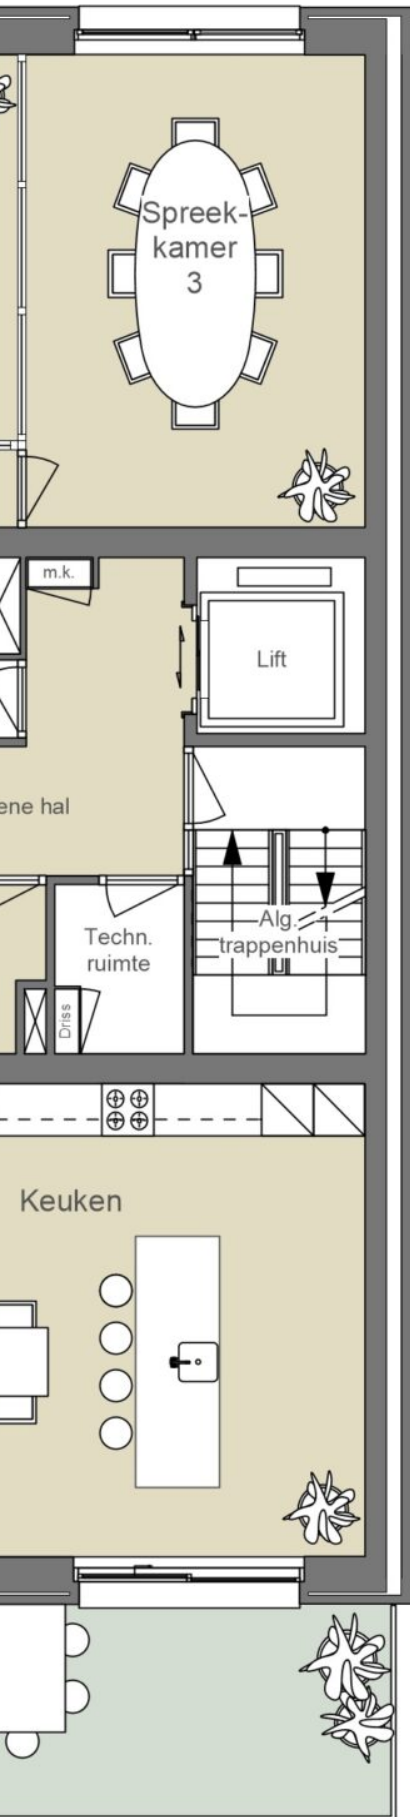 Spreek-
kamer
3
m.k.
Lift
ene hal
Alg.
trappenhuis
Techn.
ruimte
Driss
Keuken